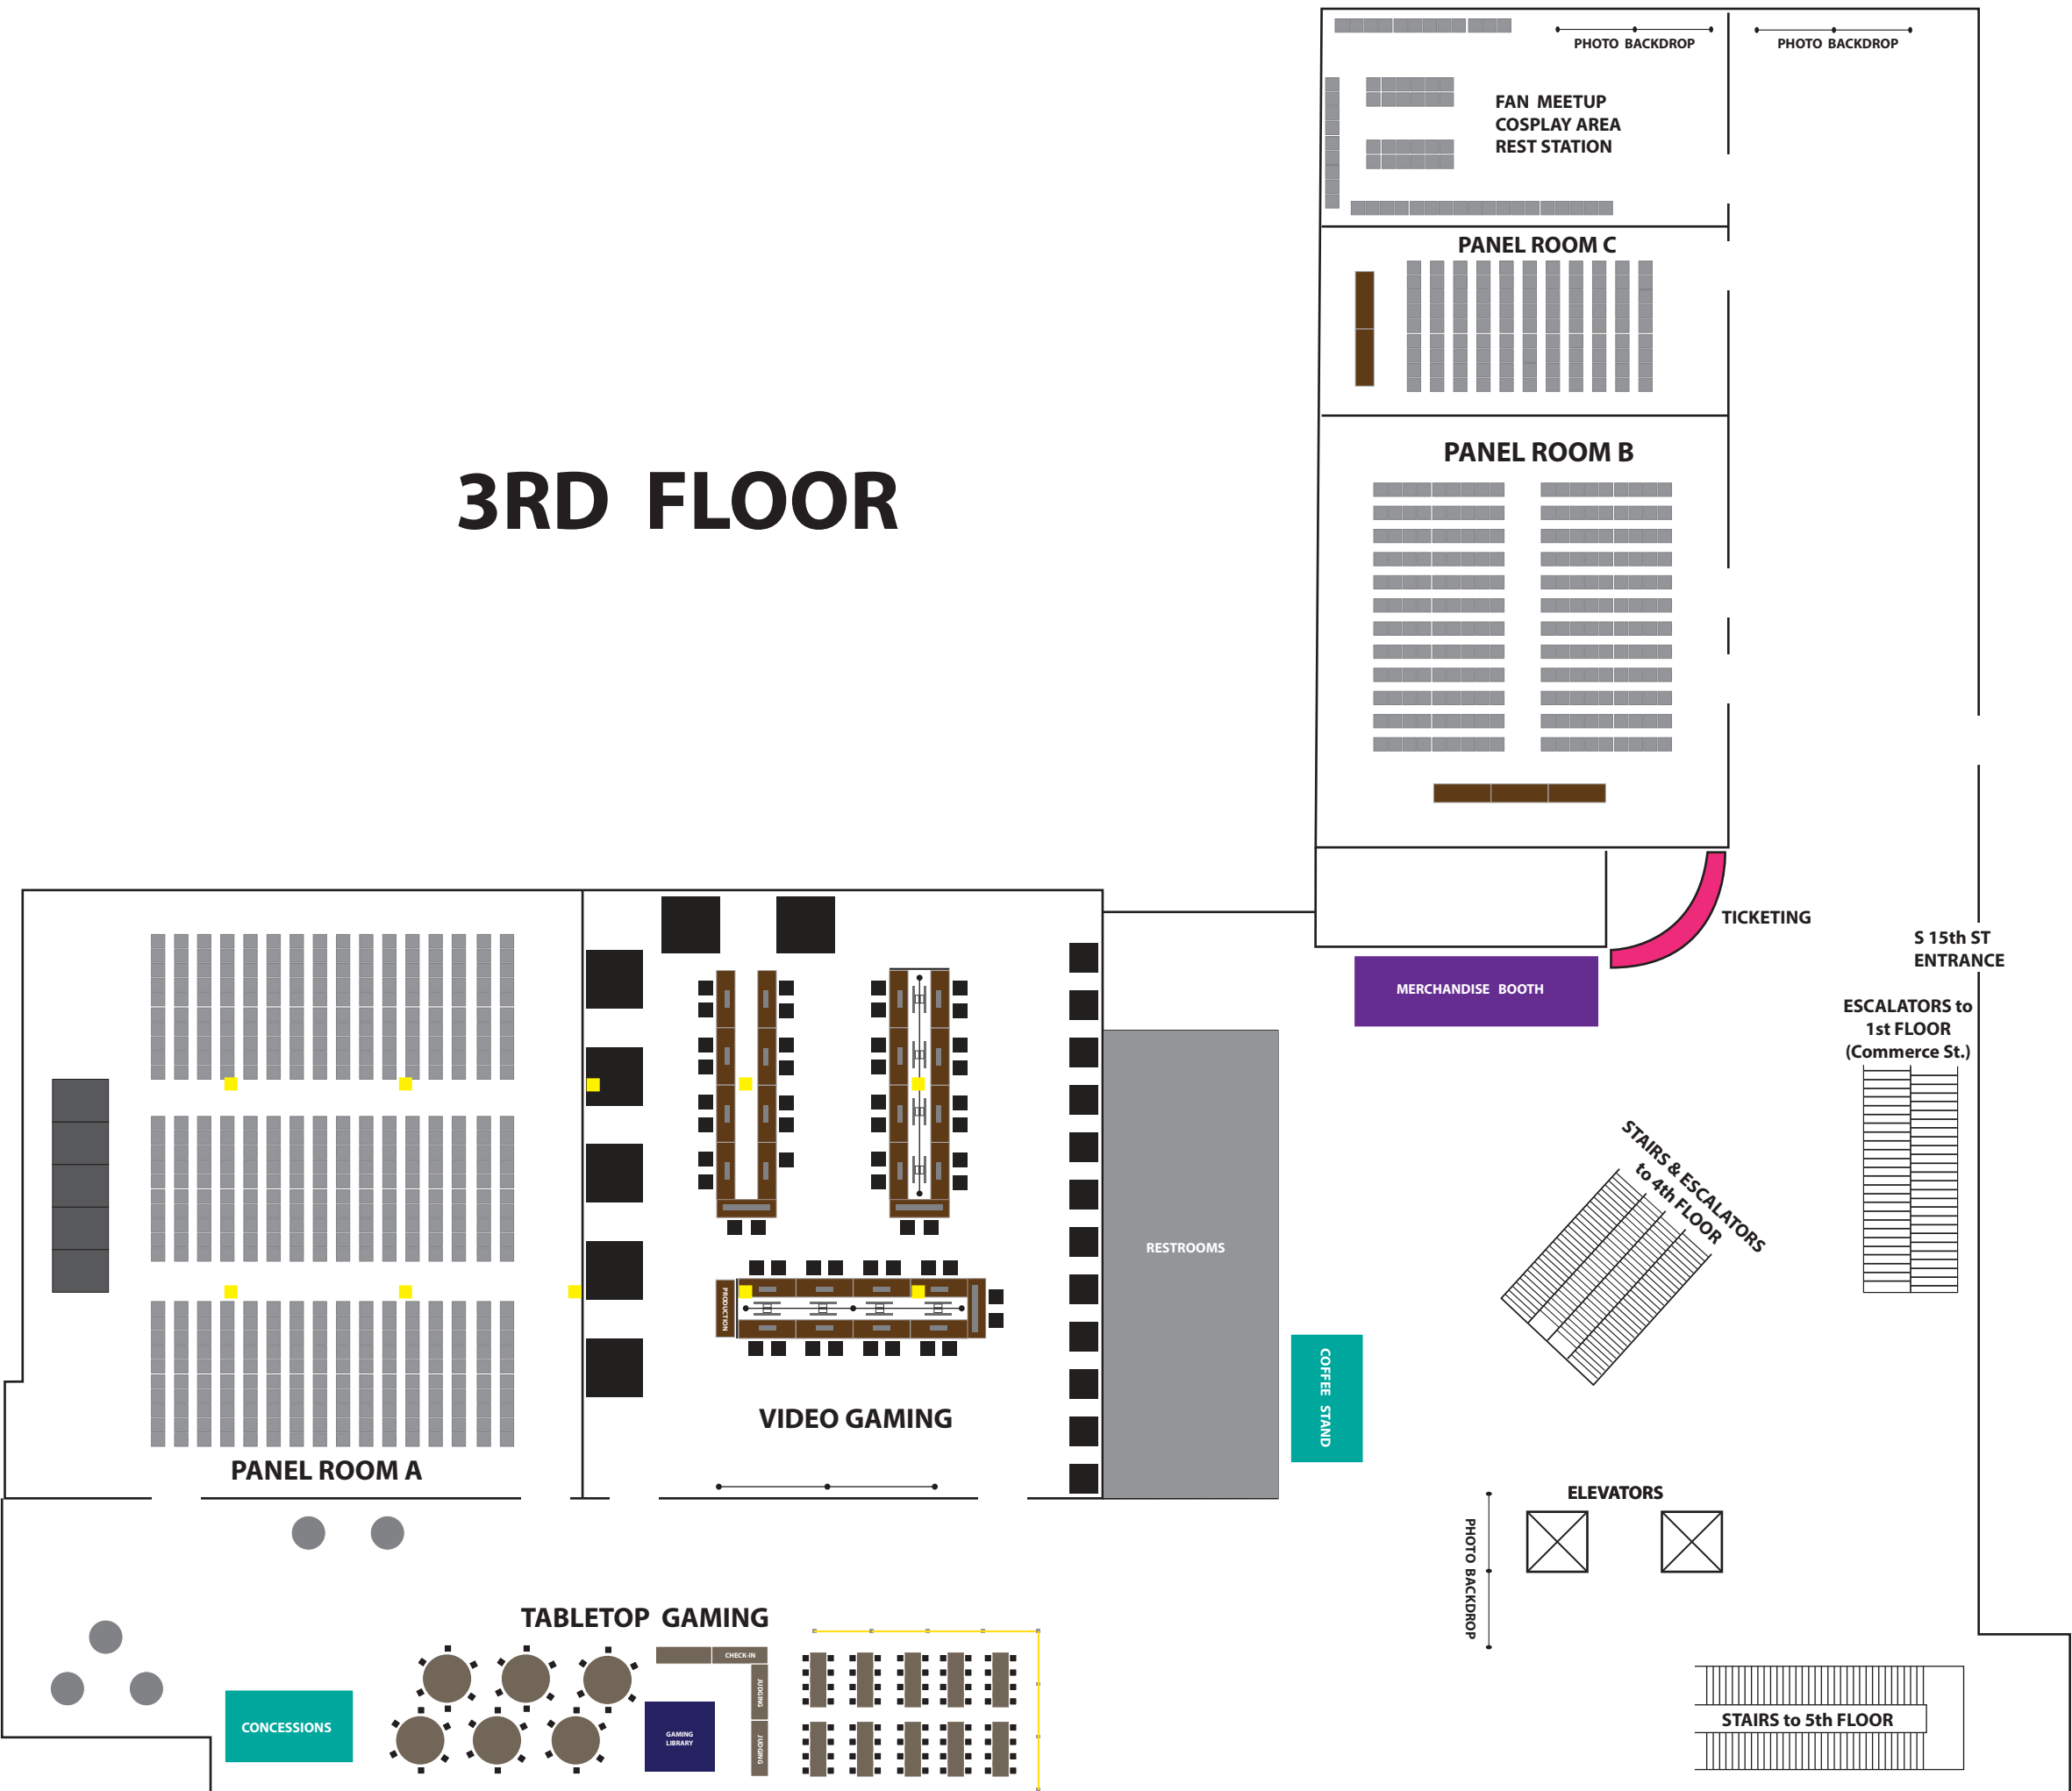 PHOTO BACKDROP
PHOTO BACKDROP
FAN MEETUP
COSPLAY AREA
REST STATION
PANEL ROOM C
3RD FLOOR
PANEL ROOM B
TICKETING
S 15th ST
ENTRANCE
MERCHANDISE BOOTH
ESCALATORS to
1st FLOOR
(Commerce St.)
STAIRS & ESCALATORS
to 4th FLOOR
RESTROOMS
PRODUCTION
COFFEE STAND
VIDEO GAMING
PANEL ROOM A
ELEVATORS
PHOTO BACKDROP
TABLETOP GAMING
CHECK-IN
JUDGING
JUDGING
GAMING
LIBRARY
CONCESSIONS
STAIRS to 5th FLOOR